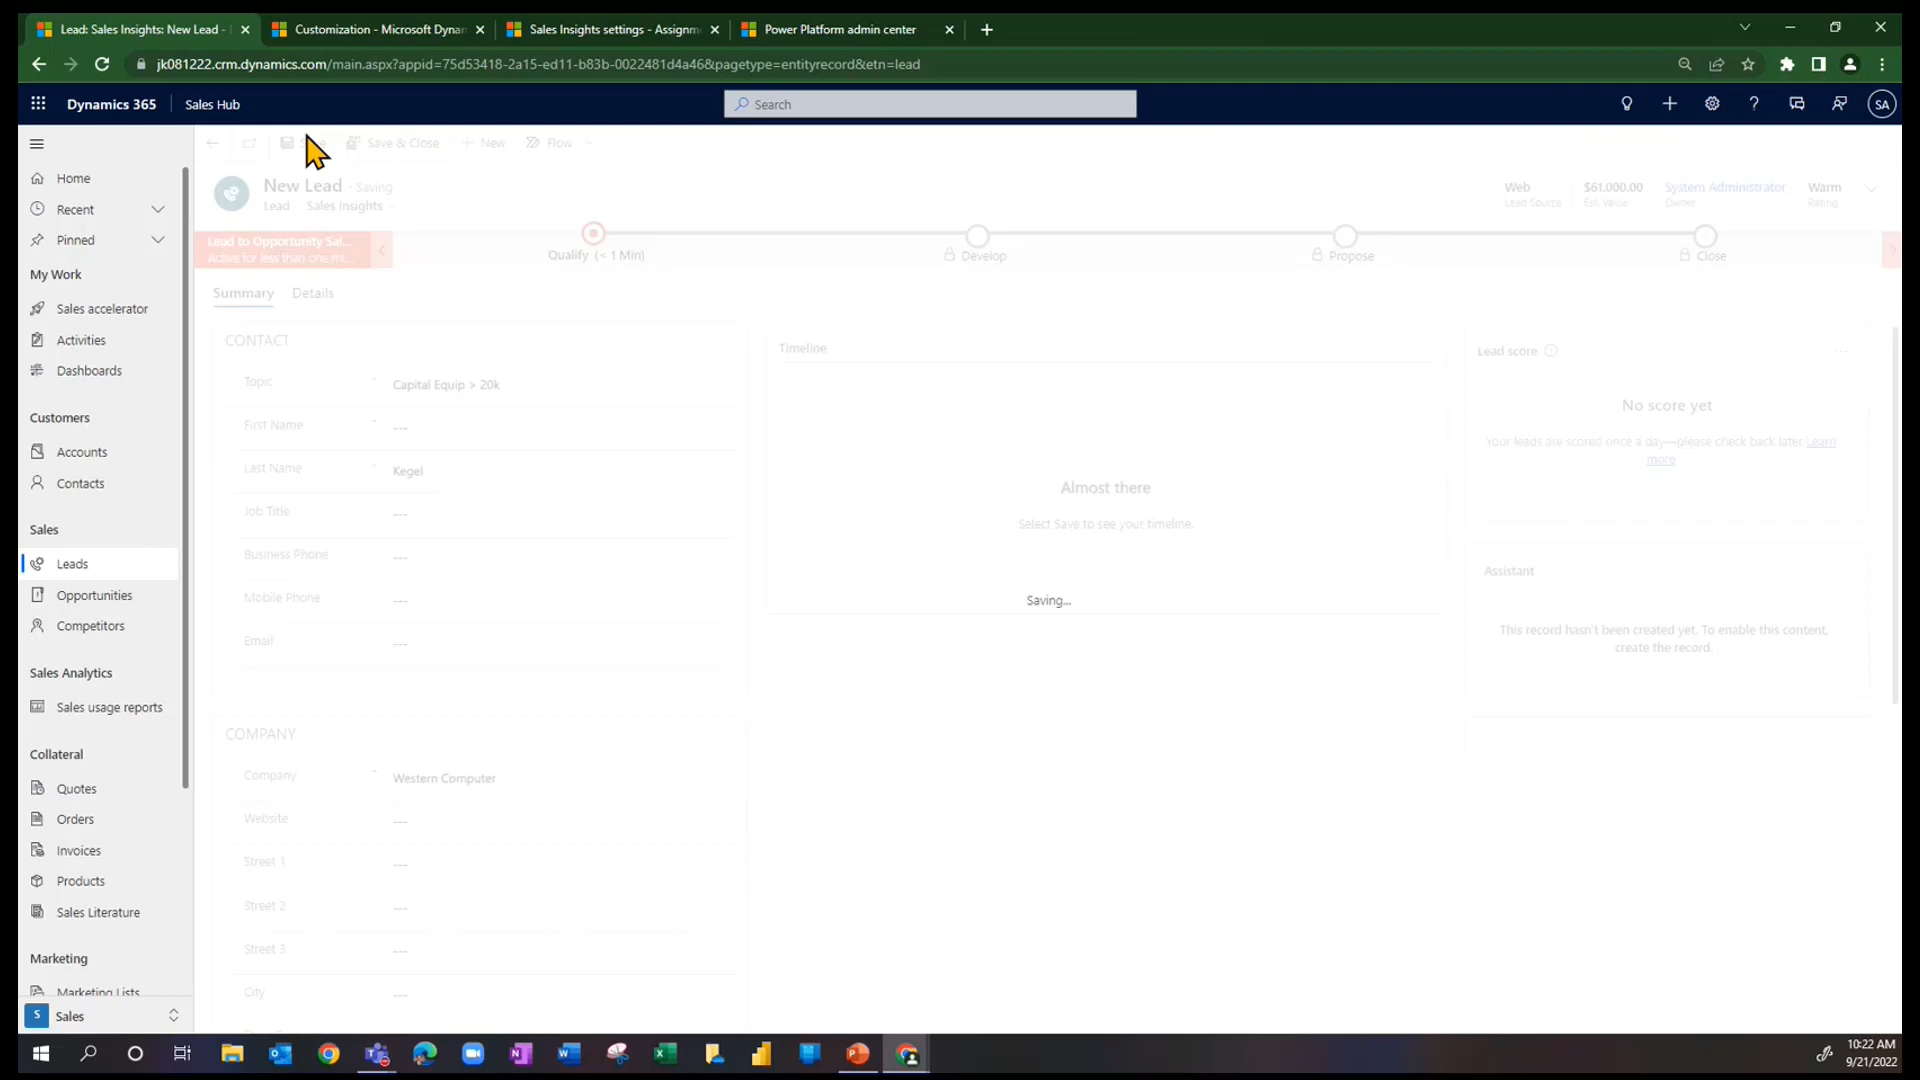 Lead: Sales Insights: New Lead -
Customization - Microsoft Dynam
Sales Insights settings - Assignm
Power Platform admin center
jk081222.crm.dynamics.com/main.aspx?appid=75d53418-2a15-ed11-b83b-0022481d4a46&pagetype=entityrecord&etn=lead
Dynamics 365
Sales Hub
Search
SA
Save & Close
New
Flow
Home
Recent
Pinned
My Work
Sales accelerator
Activities
Dashboards
Customers
Accounts
Contacts
Sales
Leads
Opportunities
Competitors
Sales Analytics
Sales usage reports
Collateral
Quotes
Orders
Invoices
Products
Sales Literature
Marketing
Marketing Lists
S Sales
New Lead - Saving
Lead · Sales Insights
Web
Lead Source
$61,000.00
Est. Value
System Administrator
Owner
Warm
Rating
Lead to Opportunity Sal...
Active for less than one mi...
Qualify (< 1 Min)
Develop
Propose
Close
Summary
Details
CONTACT
Topic * Capital Equip > 20k
First Name * ---
Last Name * Kegel
Job Title ---
Business Phone ---
Mobile Phone ---
Email ---
COMPANY
Company * Western Computer
Website ---
Street 1 ---
Street 2 ---
Street 3 ---
City ---
Timeline
Almost there
Select Save to see your timeline.
Saving...
Lead score
No score yet
Your leads are scored once a day—please check back later Learn
more
Assistant
This record hasn't been created yet. To enable this content,
create the record.
10:22 AM
9/21/2022